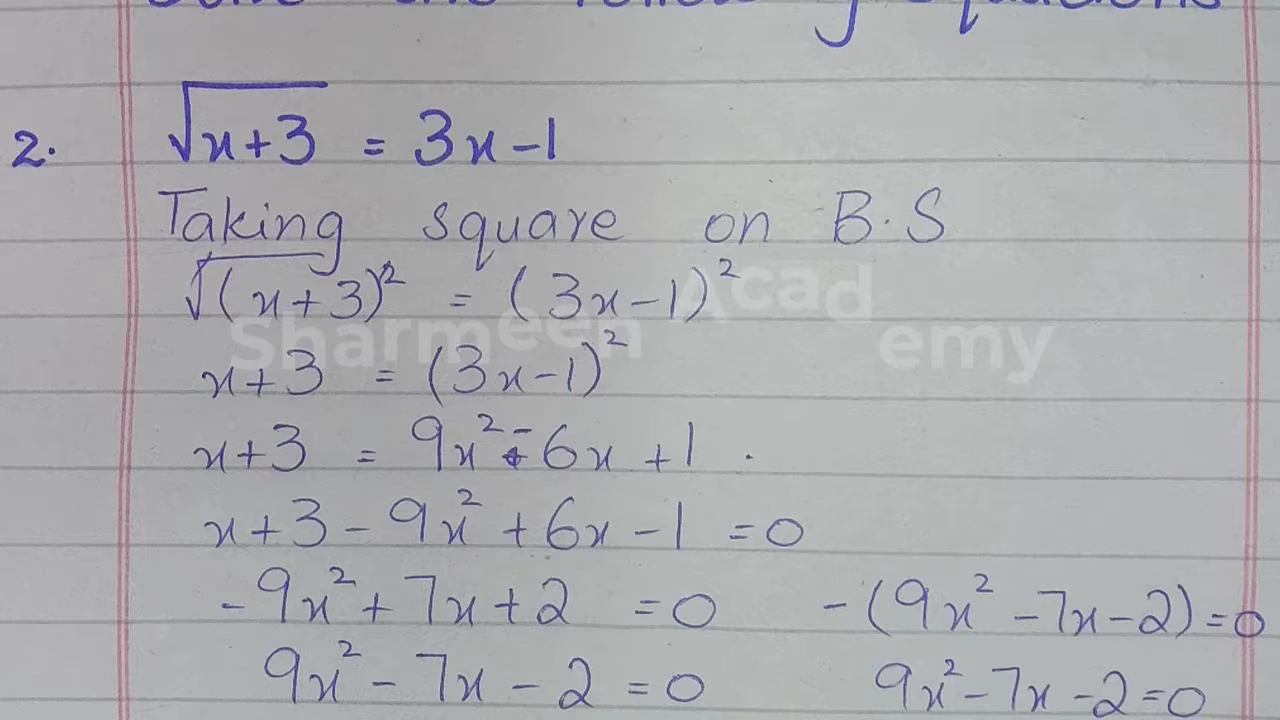 2. √x+3 = 3x-1
Taking square on B.S
√(x+3)² = (3x-1)²
Sharmeen Academy
x+3 = (3x-1)²
x+3 = 9x² - 6x +1 .
x+3 - 9x² +6x -1 =0
-9x² + 7x+2 =0 -(9x² -7x-2)=0
9x² - 7x - 2 =0 9x²-7x-2=0